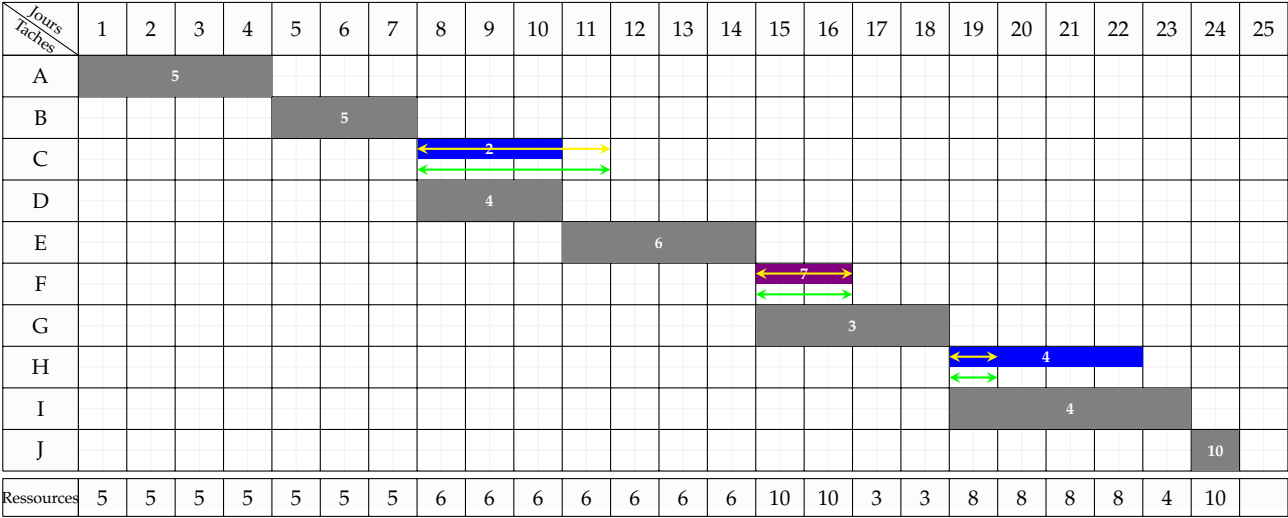 Jours
Taches 1 2 3 4 5 6 7 8 9 10 11 12 13 14 15 16 17 18 19 20 21 22 23 24 25
A 5
B 5
C 2
D 4
E 6
F 7
G 3
H 4
I 4
J 10
Ressources 5 5 5 5 5 5 5 6 6 6 6 6 6 6 10 10 3 3 8 8 8 8 4 10